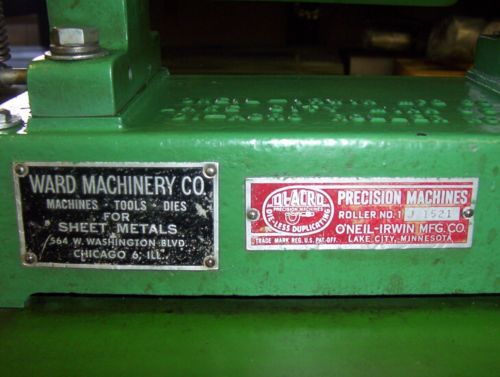 WARD MACHINERY CO.
MACHINES - TOOLS - DIES
FOR
SHEET METALS
564 W. WASHINGTON BLVD.
CHICAGO 6, ILL.
DI-ACRO
PRECISION MACHINES
DIE-LESS DUPLICATING
TRADE MARK REG. U.S. PAT. OFF.
PRECISION MACHINES
ROLLER NO. 1 J 1521
O'NEIL-IRWIN MFG. CO.
LAKE CITY, MINNESOTA